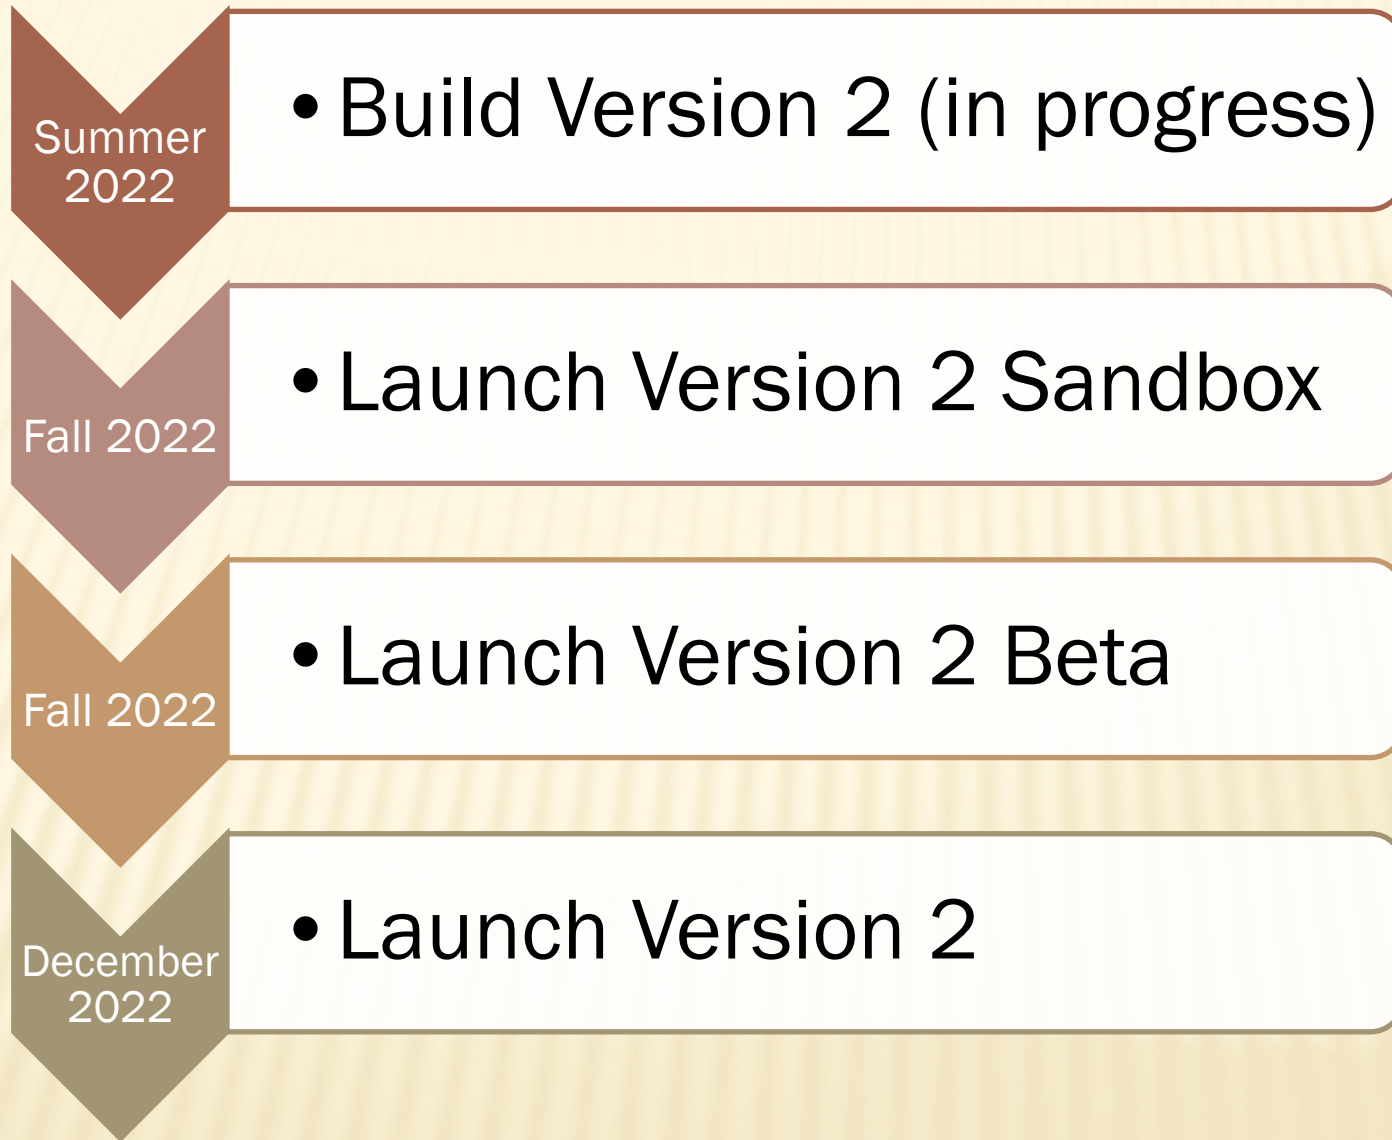 Summer
2022
• Build Version 2 (in progress)
Fall 2022
• Launch Version 2 Sandbox
Fall 2022
• Launch Version 2 Beta
December
2022
• Launch Version 2